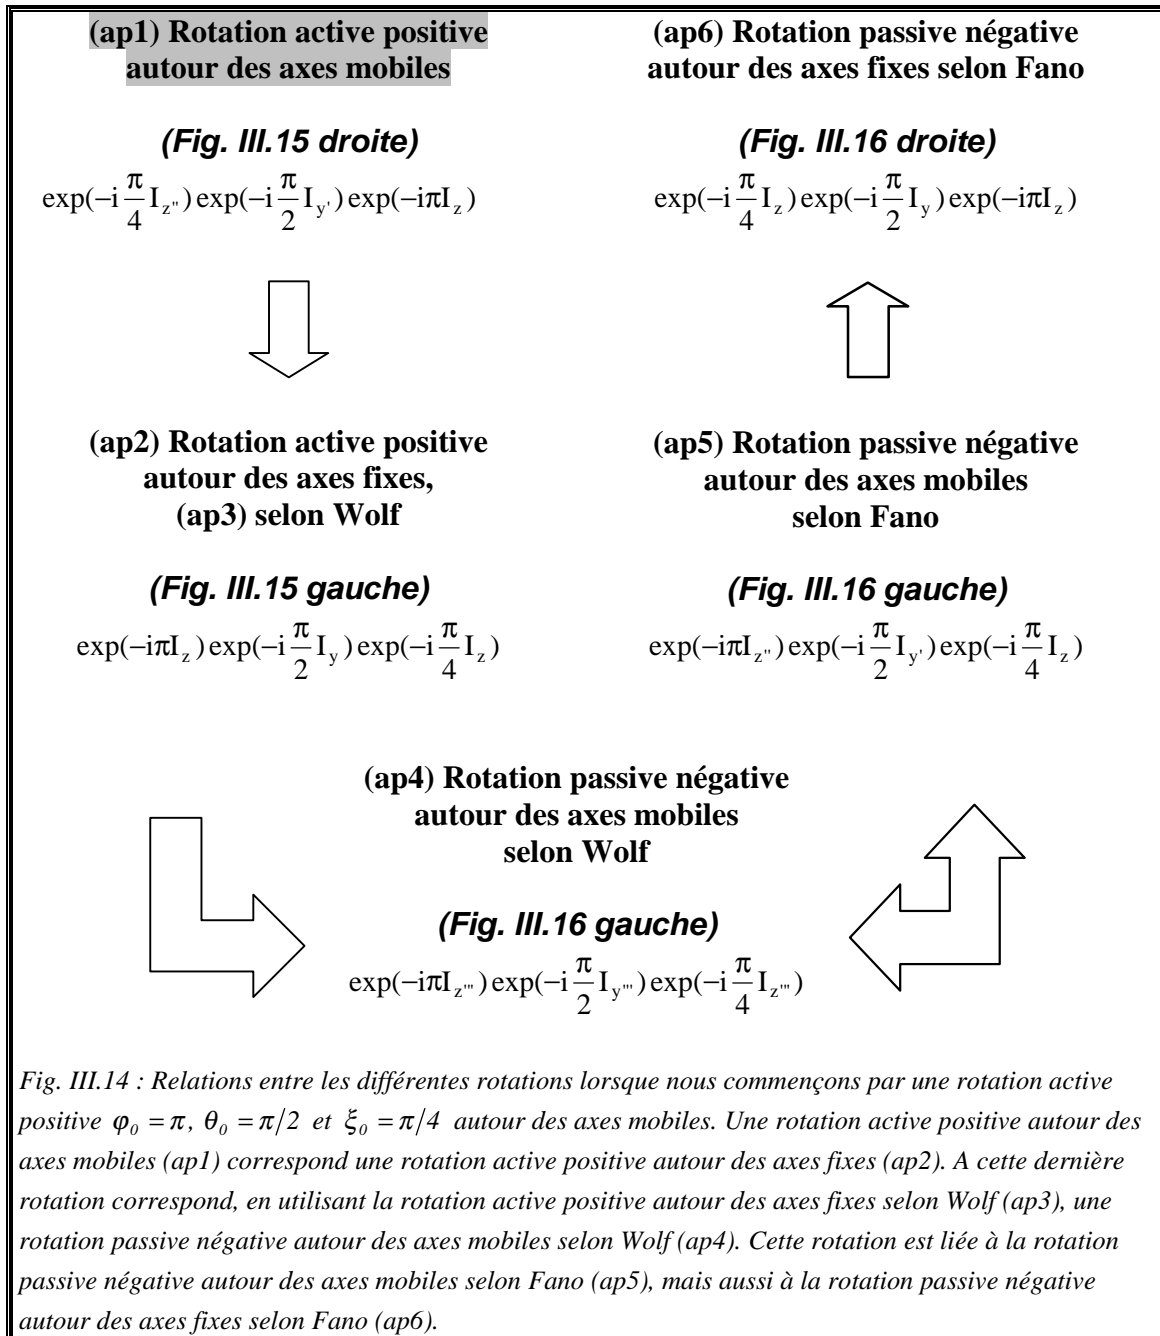 (ap1) Rotation active positive
autour des axes mobiles
(Fig. III.15 droite)
exp(−i π/4 I_z'') exp(−i π/2 I_y') exp(−iπI_z)
(ap2) Rotation active positive
autour des axes fixes,
(ap3) selon Wolf
(Fig. III.15 gauche)
exp(−iπI_z) exp(−i π/2 I_y) exp(−i π/4 I_z)
(ap6) Rotation passive négative
autour des axes fixes selon Fano
(Fig. III.16 droite)
exp(−i π/4 I_z) exp(−i π/2 I_y) exp(−iπI_z)
(ap5) Rotation passive négative
autour des axes mobiles
selon Fano
(Fig. III.16 gauche)
exp(−iπI_z'') exp(−i π/2 I_y') exp(−i π/4 I_z)
(ap4) Rotation passive négative
autour des axes mobiles
selon Wolf
(Fig. III.16 gauche)
exp(−iπI_z''') exp(−i π/2 I_y''') exp(−i π/4 I_z''')
Fig. III.14 : Relations entre les différentes rotations lorsque nous commençons par une rotation active
positive φ₀ = π, θ₀ = π/2 et ξ₀ = π/4 autour des axes mobiles. Une rotation active positive autour des
axes mobiles (ap1) correspond une rotation active positive autour des axes fixes (ap2). A cette dernière
rotation correspond, en utilisant la rotation active positive autour des axes fixes selon Wolf (ap3), une
rotation passive négative autour des axes mobiles selon Wolf (ap4). Cette rotation est liée à la rotation
passive négative autour des axes mobiles selon Fano (ap5), mais aussi à la rotation passive négative
autour des axes fixes selon Fano (ap6).